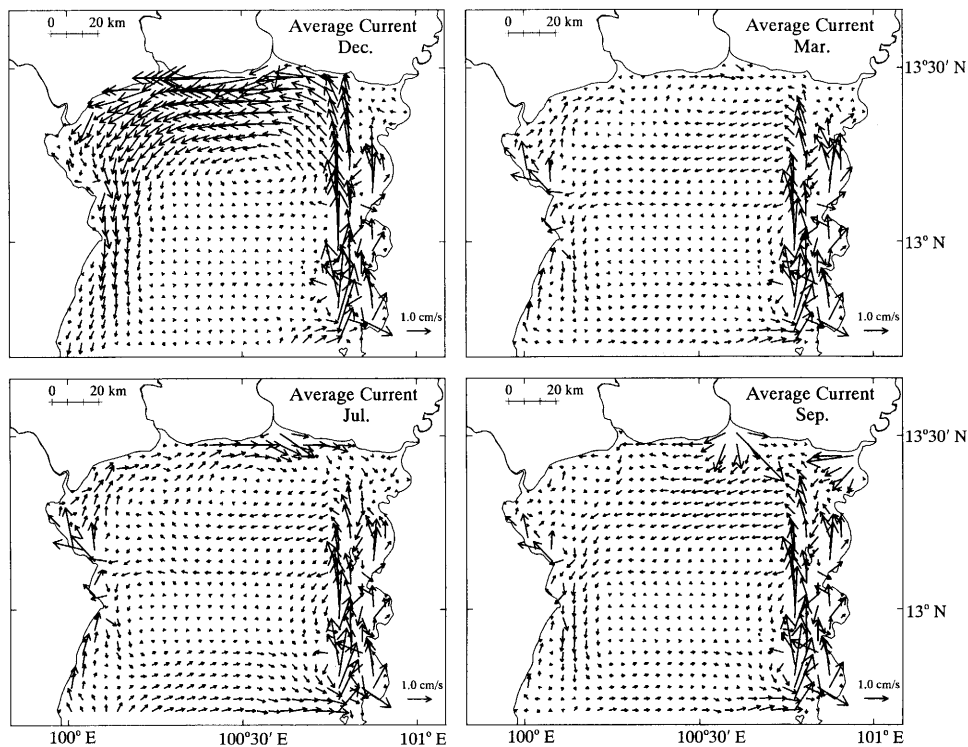 0 20 km
Average Current
Dec.
1.0 cm/s
0 20 km
Average Current
Mar.
13°30′ N
13° N
1.0 cm/s
0 20 km
Average Current
Jul.
1.0 cm/s
100° E 100°30′ E 101° E
0 20 km
Average Current
Sep.
13°30′ N
13° N
1.0 cm/s
100° E 100°30′ E 101° E